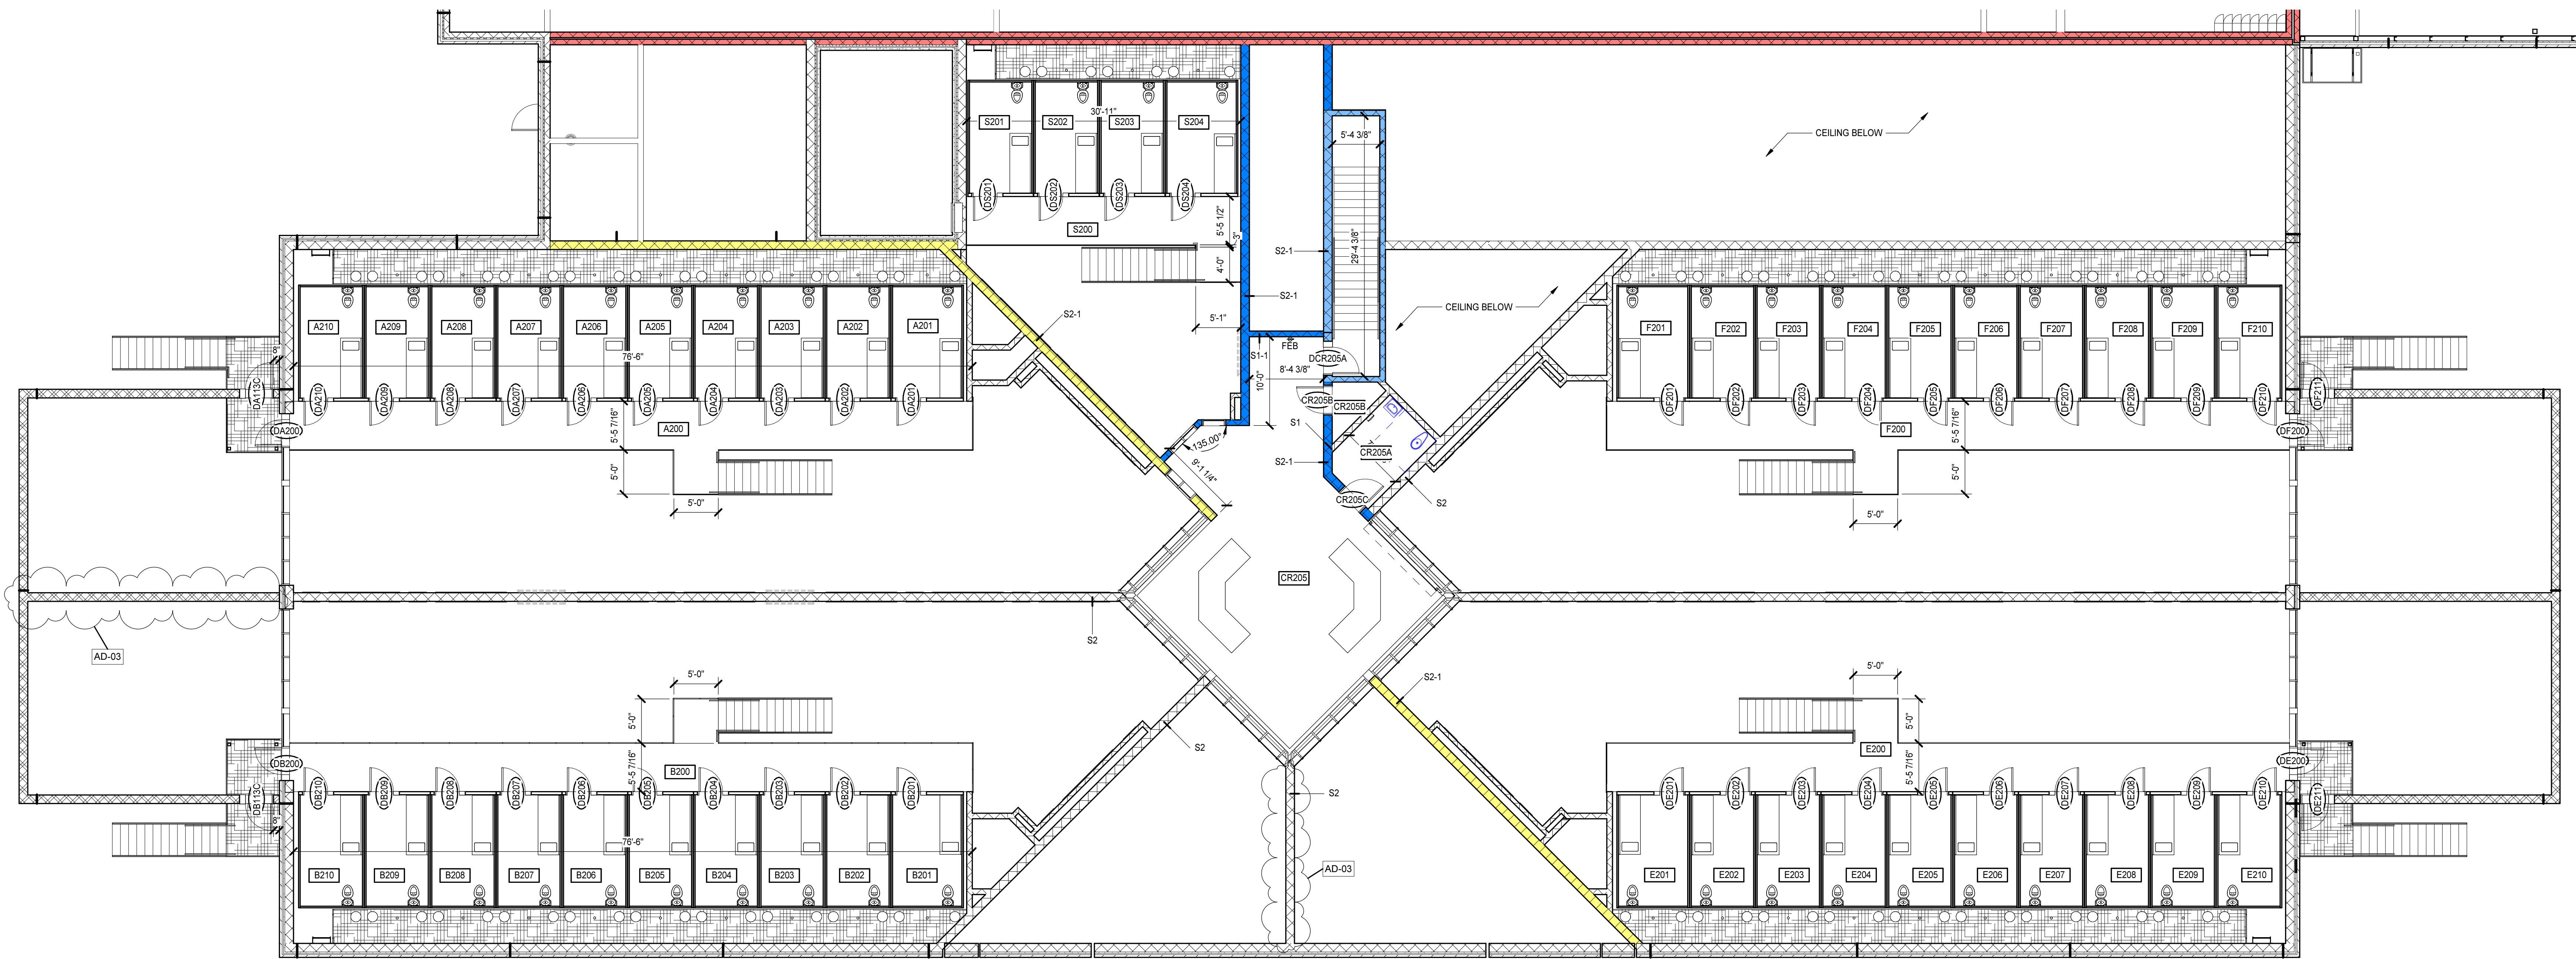 30'-11"
S201
S202
S203
S204
DS201
DS202
DS203
DS204
S200
5'-5 1/2"
3"
4'-0"
5'-1"
5'-4 3/8"
29'-4 3/8"
S2-1
S2-1
CEILING BELOW
CEILING BELOW
S2-1
FEB
S1-1
DCR205A
8'-4 3/8"
10'-0"
CR205B
CR205B
S1
CR205A
S2-1
CR205C
S2
135.00°
9'-1 1/4"
CR205
A210
A209
A208
A207
A206
A205
A204
A203
A202
A201
76'-6"
8"
DA113C
DA200
DA210
DA209
DA208
DA207
DA206
DA205
DA204
DA203
DA202
DA201
A200
5'-5 7/16"
5'-0"
5'-0"
F201
F202
F203
F204
F205
F206
F207
F208
F209
F210
DF201
DF202
DF203
DF204
DF205
DF206
DF207
DF208
DF209
DF210
DF211
DF200
F200
5'-5 7/16"
5'-0"
5'-0"
AD-03
S2
S2
S2-1
S2
AD-03
5'-0"
5'-0"
5'-5 7/16"
B200
DB200
DB113C
8"
DB210
DB209
DB208
DB207
DB206
DB205
DB204
DB203
DB202
DB201
76'-6"
B210
B209
B208
B207
B206
B205
B204
B203
B202
B201
5'-0"
5'-0"
5'-5 7/16"
E200
DE200
DE211
DE201
DE202
DE203
DE204
DE205
DE206
DE207
DE208
DE209
DE210
E201
E202
E203
E204
E205
E206
E207
E208
E209
E210